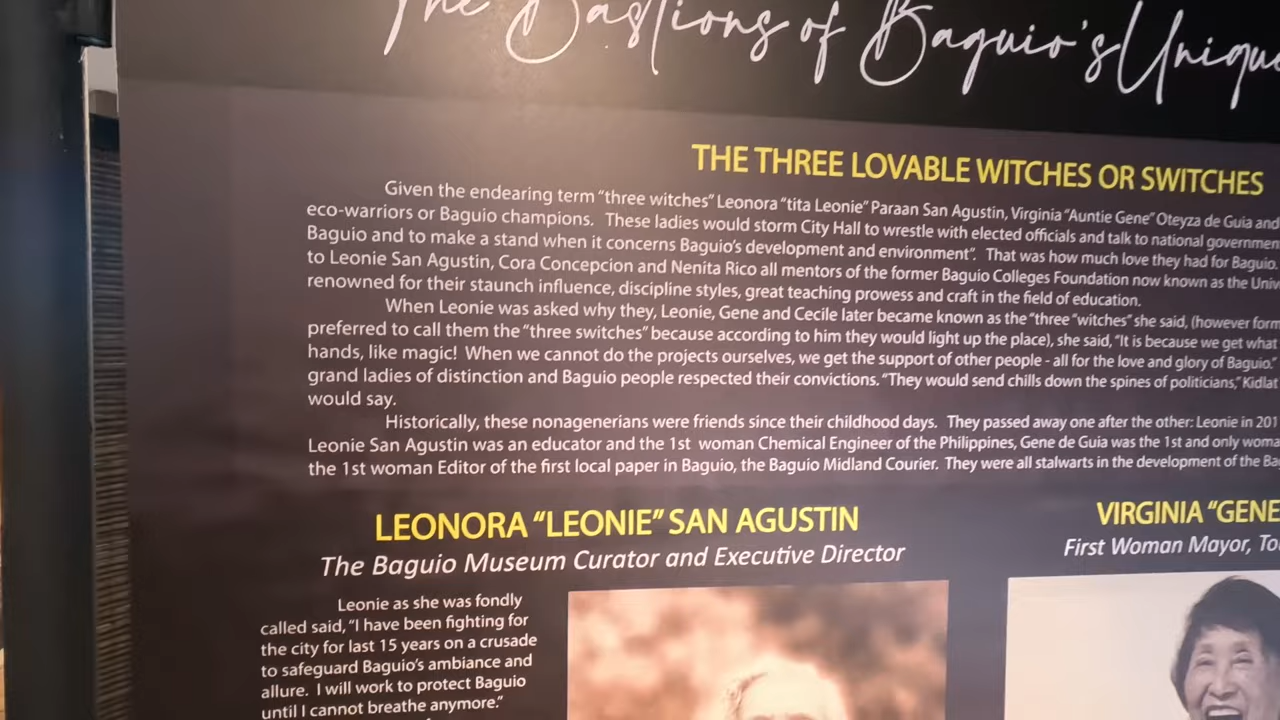 The Bastions of Baguio's Unique
THE THREE LOVABLE WITCHES OR SWITCHES
Given the endearing term "three witches" Leonora "tita Leonie" Paraan San Agustin, Virginia "Auntie Gene" Oteyza de Guia and
eco-warriors or Baguio champions. These ladies would storm City Hall to wrestle with elected officials and talk to national governmen
Baguio and to make a stand when it concerns Baguio's development and environment". That was how much love they had for Baguio.
to Leonie San Agustin, Cora Concepcion and Nenita Rico all mentors of the former Baguio Colleges Foundation now known as the Univ
renowned for their staunch influence, discipline styles, great teaching prowess and craft in the field of education.
When Leonie was asked why they, Leonie, Gene and Cecile later became known as the "three "witches" she said, (however form
preferred to call them the "three switches" because according to him they would light up the place), she said, "It is because we get what
hands, like magic! When we cannot do the projects ourselves, we get the support of other people - all for the love and glory of Baguio."
grand ladies of distinction and Baguio people respected their convictions. "They would send chills down the spines of politicians," Kidlat
would say.
Historically, these nonagenerians were friends since their childhood days. They passed away one after the other: Leonie in 201
Leonie San Agustin was an educator and the 1st woman Chemical Engineer of the Philippines, Gene de Guia was the 1st and only woma
the 1st woman Editor of the first local paper in Baguio, the Baguio Midland Courier. They were all stalwarts in the development of the Ba
LEONORA "LEONIE" SAN AGUSTIN
The Baguio Museum Curator and Executive Director
Leonie as she was fondly
called said, "I have been fighting for
the city for last 15 years on a crusade
to safeguard Baguio's ambiance and
allure. I will work to protect Baguio
until I cannot breathe anymore."
VIRGINIA "GENE
First Woman Mayor, To